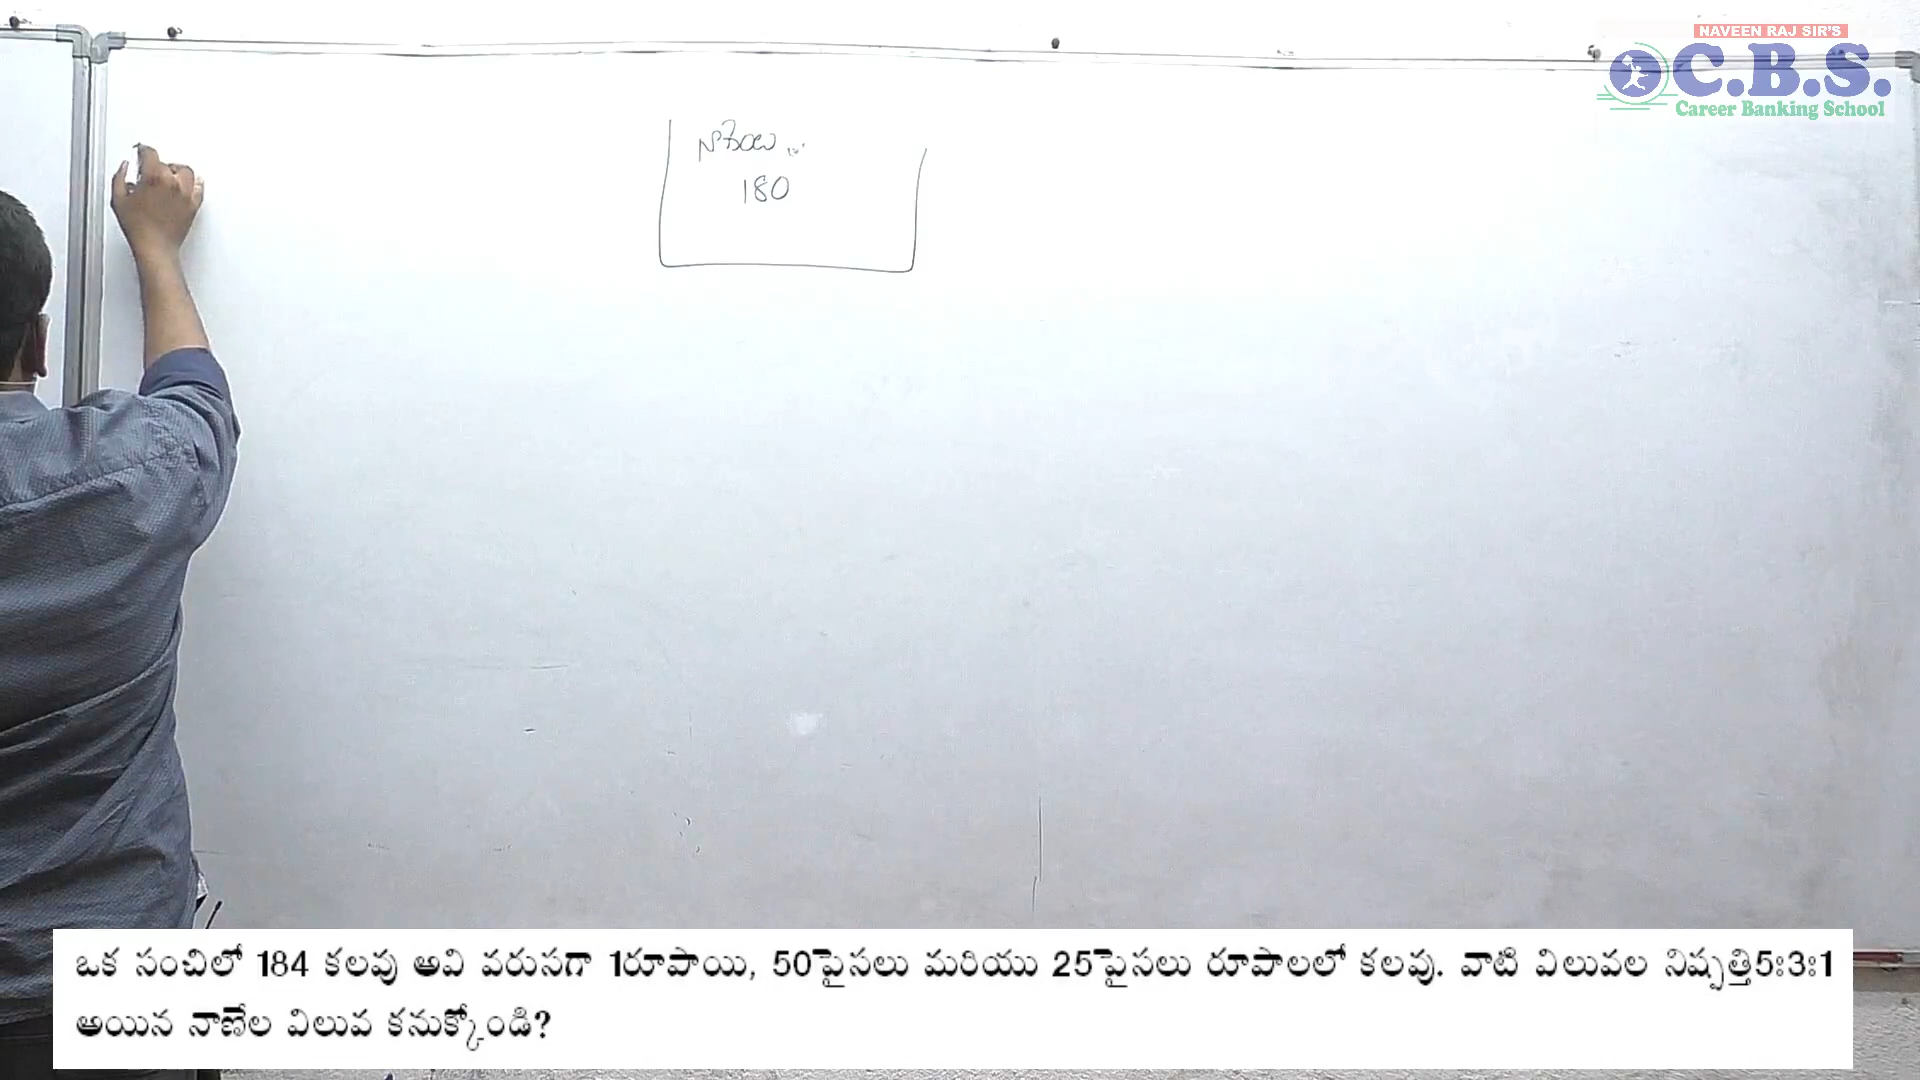 NAVEEN RAJ SIR'S
C.B.S.
Career Banking School
180
ఒక సంచిలో 184 కలవు అవి వరుసగా 1రూపాయి, 50పైసలు మరియు 25పైసలు రూపాలలో కలవు. వాటి విలువల నిష్పత్తి5:3:1
అయిన నాణేల విలువ కనుక్కోండి?